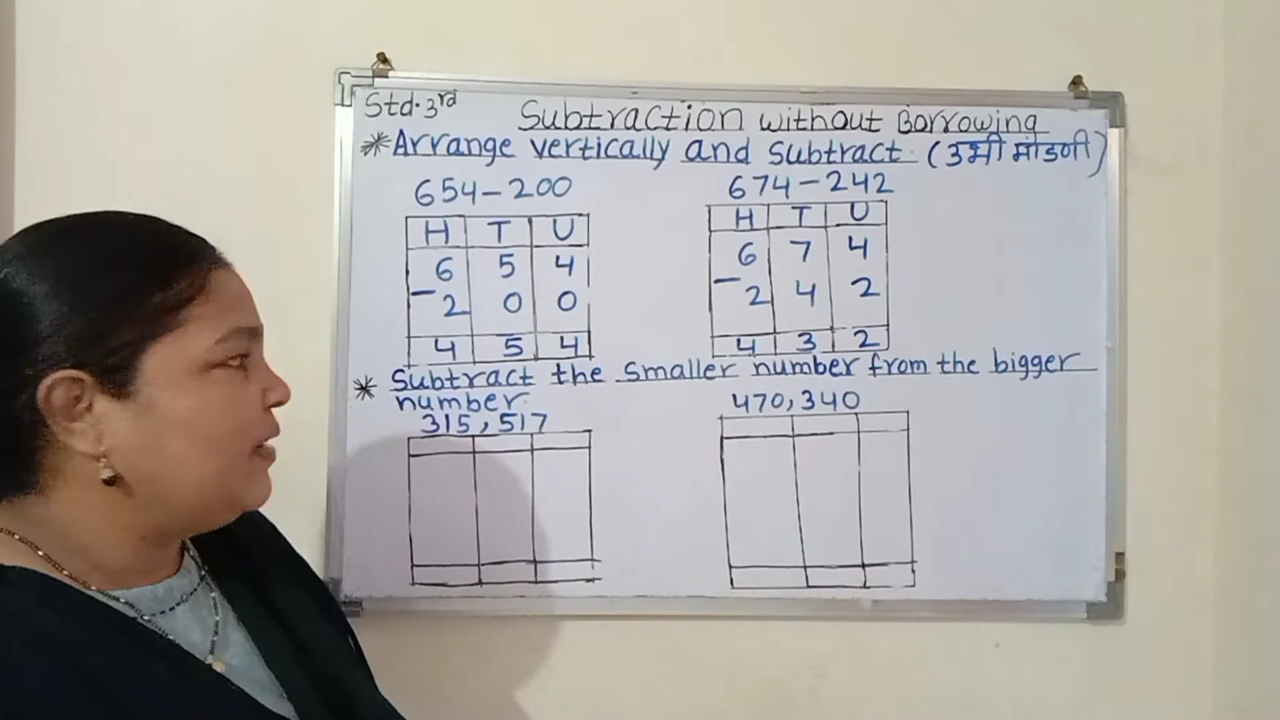 Std. 3rd
Subtraction without Borrowing
* Arrange vertically and Subtract. (उभी मांडणी)
654-200
674-242
H T U
6 5 4
- 2 0 0
4 5 4
H T U
6 7 4
- 2 4 2
4 3 2
* Subtract the smaller number from the bigger
number.
315, 517
470, 340